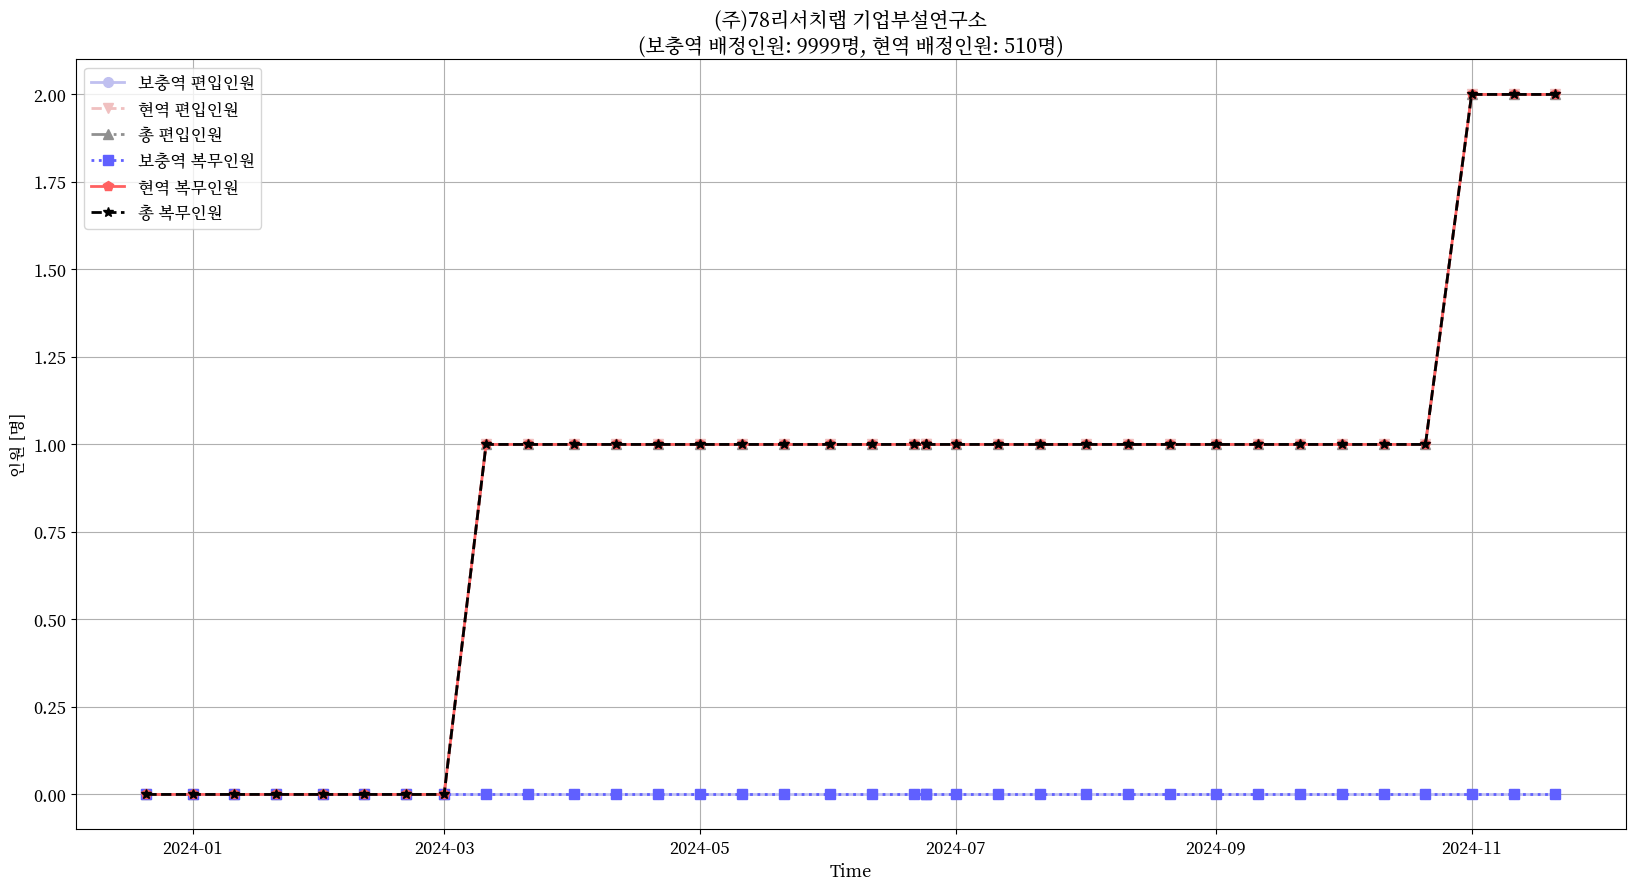 (주)78리서치랩 기업부설연구소
(보충역 배정인원: 9999명, 현역 배정인원: 510명)
보충역 편입인원
현역 편입인원
총 편입인원
보충역 복무인원
현역 복무인원
총 복무인원
2.00
1.75
1.50
1.25
1.00
0.75
0.50
0.25
0.00
인원 [명]
2024-01 2024-03 2024-05 2024-07 2024-09 2024-11
Time